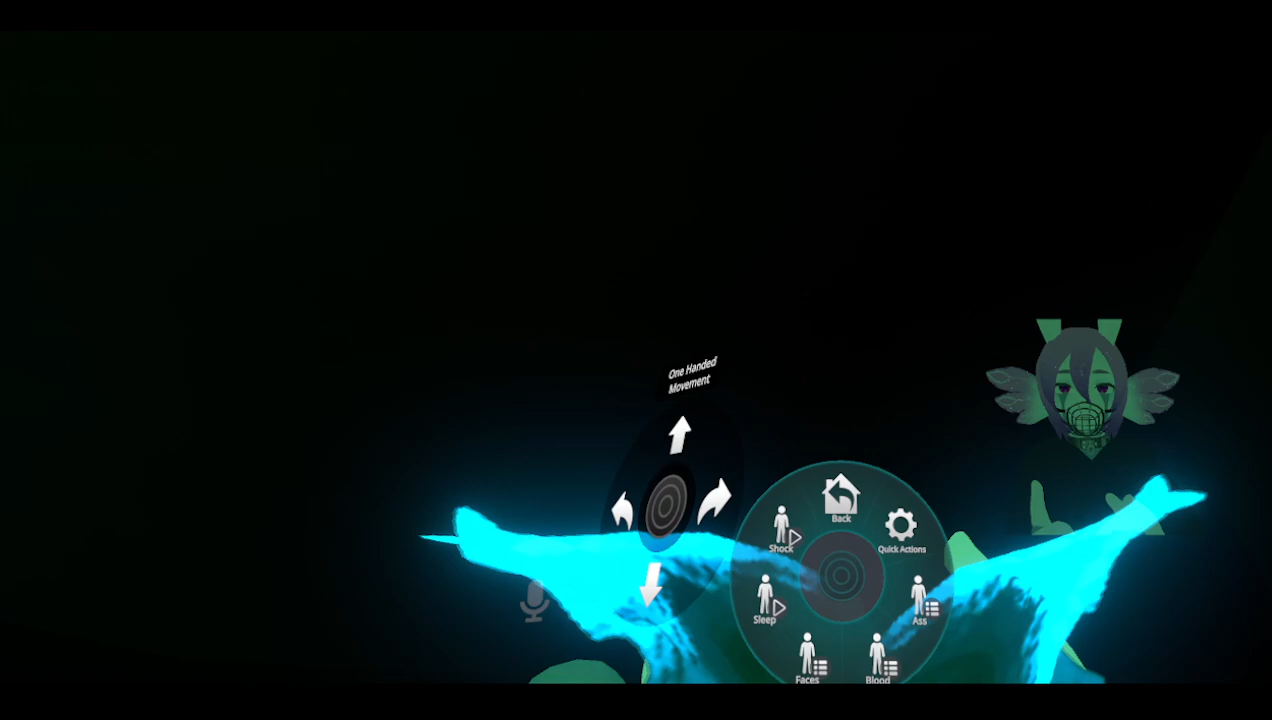 One Handed
Movement
Back
Shock
Quick Actions
Sleep
Ass
Faces
Blood